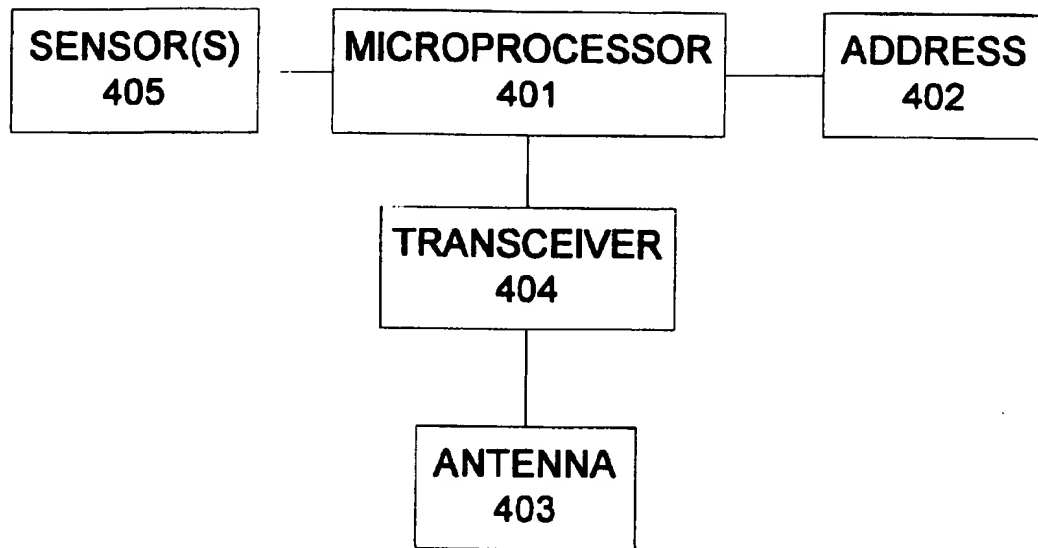 SENSOR(S)
405
MICROPROCESSOR
401
ADDRESS
402
TRANSCEIVER
404
ANTENNA
403